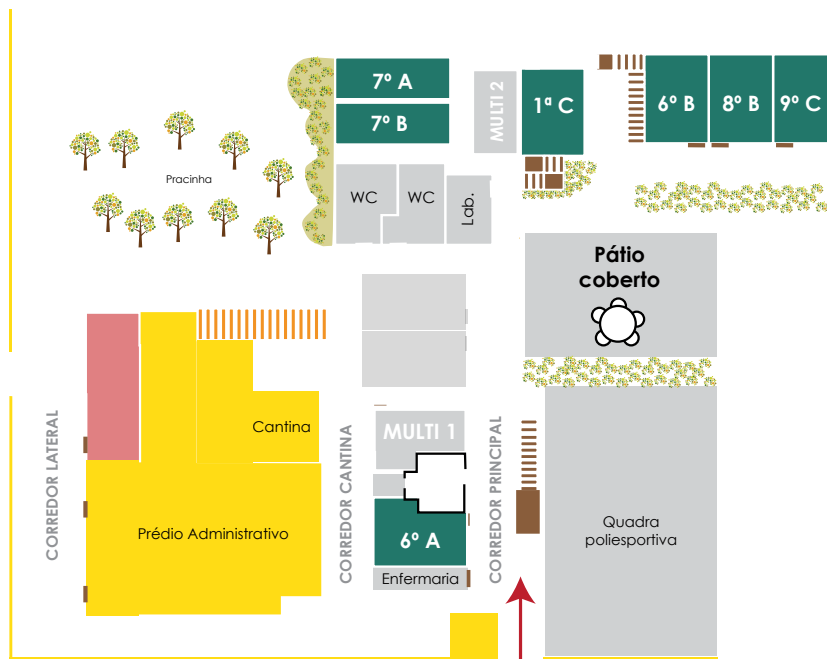 7º A
7º B
MULTI 2
1ª C
6º B
8º B
9º C
Pracinha
WC
WC
Lab.
Pátio
coberto
Cantina
CORREDOR LATERAL
CORREDOR CANTINA
MULTI 1
CORREDOR PRINCIPAL
Prédio Administrativo
6º A
Quadra
poliesportiva
Enfermaria